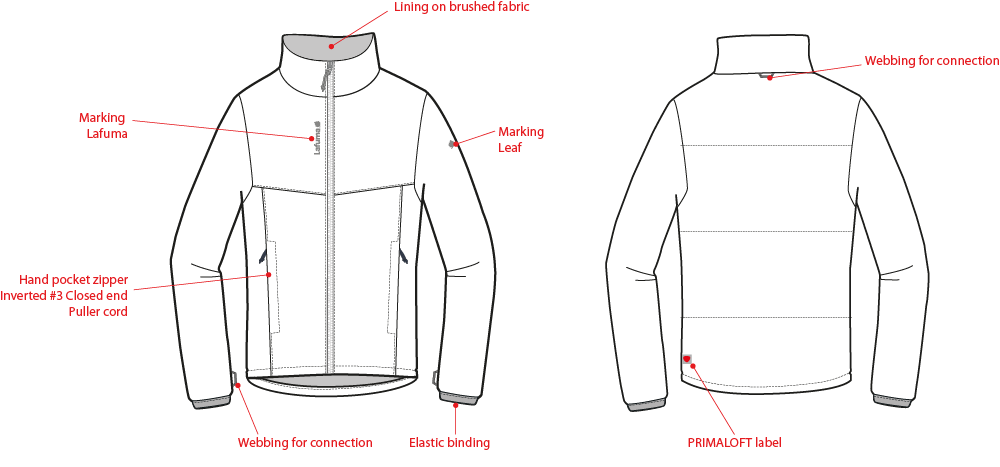 Lining on brushed fabric
Webbing for connection
Marking
Lafuma
Lafuma
Marking
Leaf
Hand pocket zipper
Inverted #3 Closed end
Puller cord
Webbing for connection
Elastic binding
PRIMALOFT label